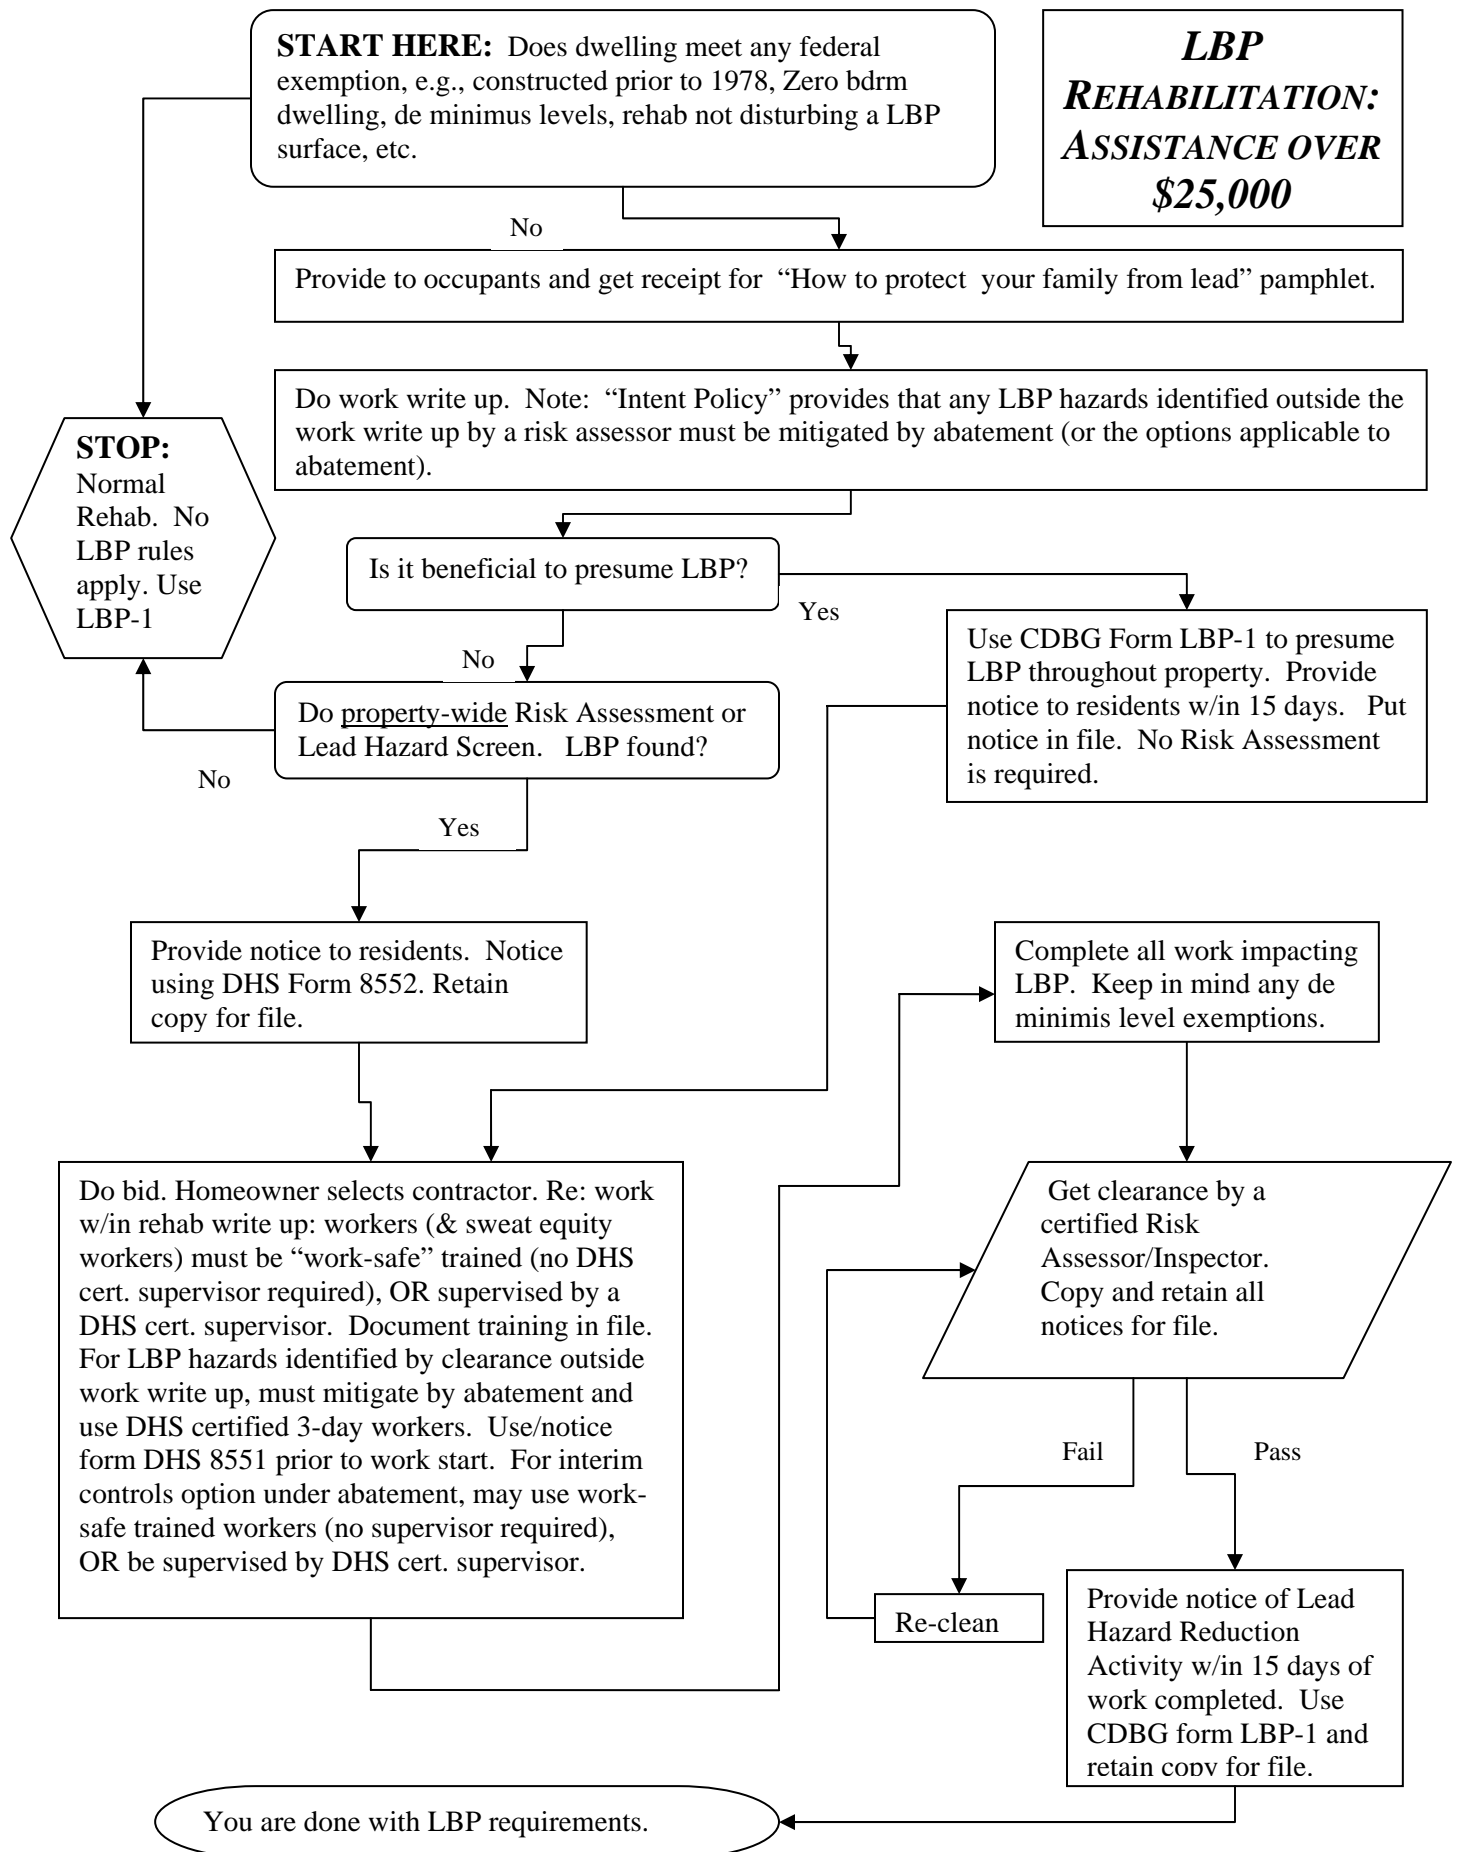 START HERE: Does dwelling meet any federal
exemption, e.g., constructed prior to 1978, Zero bdrm
dwelling, de minimus levels, rehab not disturbing a LBP
surface, etc.
LBP
REHABILITATION:
ASSISTANCE OVER
$25,000
No
Provide to occupants and get receipt for “How to protect your family from lead” pamphlet.
Do work write up. Note: “Intent Policy” provides that any LBP hazards identified outside the
work write up by a risk assessor must be mitigated by abatement (or the options applicable to
abatement).
STOP:
Normal
Rehab. No
LBP rules
apply. Use
LBP-1
Is it beneficial to presume LBP?
Yes
No
Use CDBG Form LBP-1 to presume
LBP throughout property. Provide
notice to residents w/in 15 days. Put
notice in file. No Risk Assessment
is required.
Do property-wide Risk Assessment or
Lead Hazard Screen. LBP found?
No
Yes
Provide notice to residents. Notice
using DHS Form 8552. Retain
copy for file.
Complete all work impacting
LBP. Keep in mind any de
minimis level exemptions.
Do bid. Homeowner selects contractor. Re: work
w/in rehab write up: workers (& sweat equity
workers) must be “work-safe” trained (no DHS
cert. supervisor required), OR supervised by a
DHS cert. supervisor. Document training in file.
For LBP hazards identified by clearance outside
work write up, must mitigate by abatement and
use DHS certified 3-day workers. Use/notice
form DHS 8551 prior to work start. For interim
controls option under abatement, may use work-
safe trained workers (no supervisor required),
OR be supervised by DHS cert. supervisor.
Get clearance by a
certified Risk
Assessor/Inspector.
Copy and retain all
notices for file.
Fail
Pass
Re-clean
Provide notice of Lead
Hazard Reduction
Activity w/in 15 days of
work completed. Use
CDBG form LBP-1 and
retain copy for file.
You are done with LBP requirements.